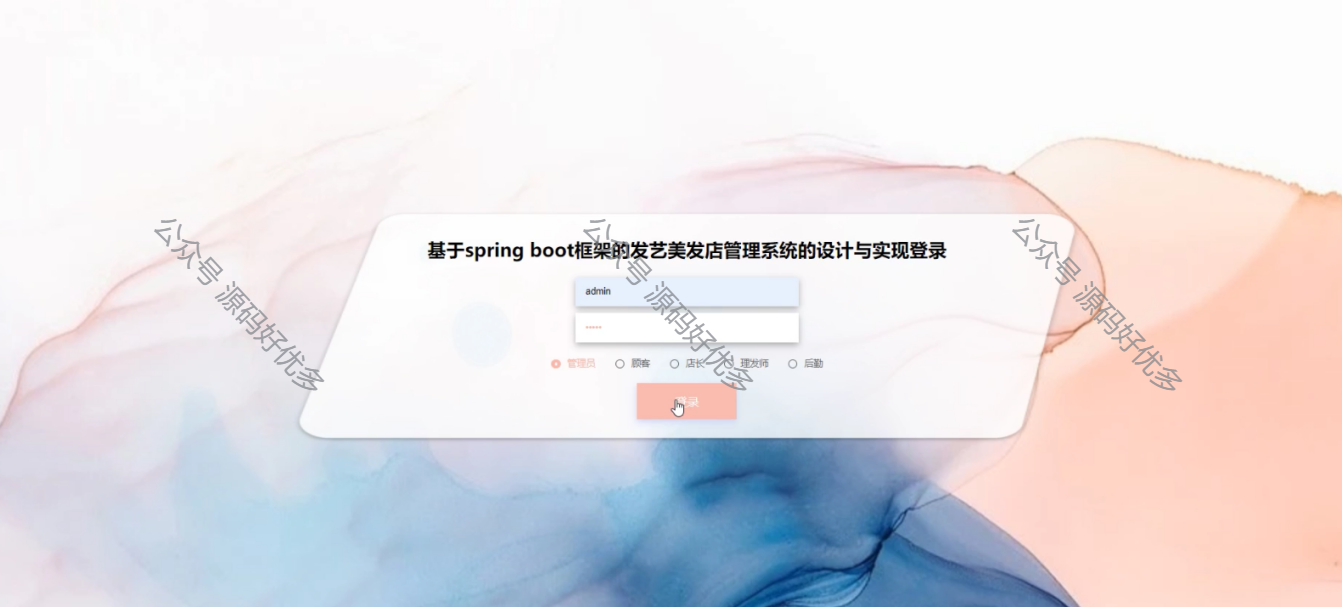 基于spring boot框架的发艺美发店管理系统的设计与实现登录
admin
管理员 顾客 店长 理发师 后勤
登录
公众号 源码好优多
公众号 源码好优多
公众号 源码好优多